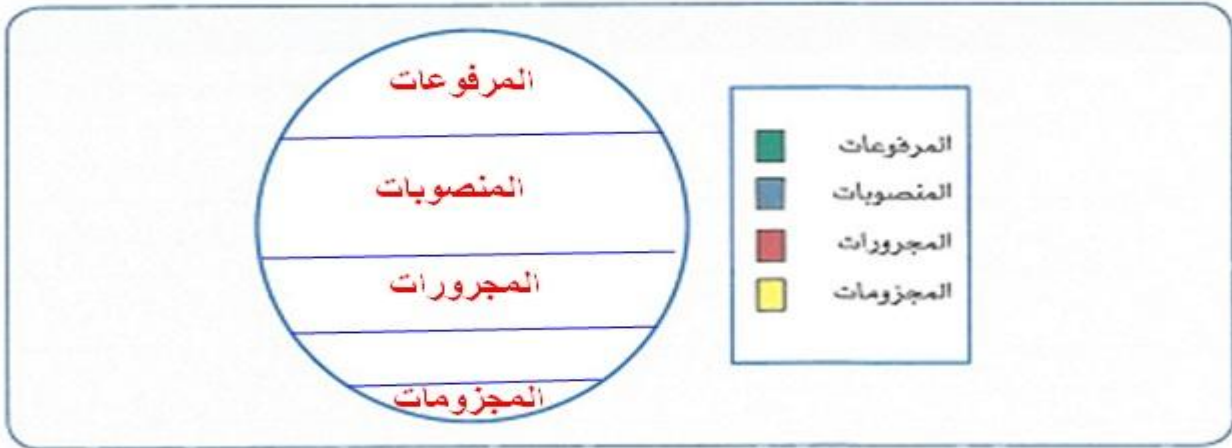 المرفوعات
المنصوبات
المجرورات
المجزومات
المرفوعات
المنصوبات
المجرورات
المجزومات